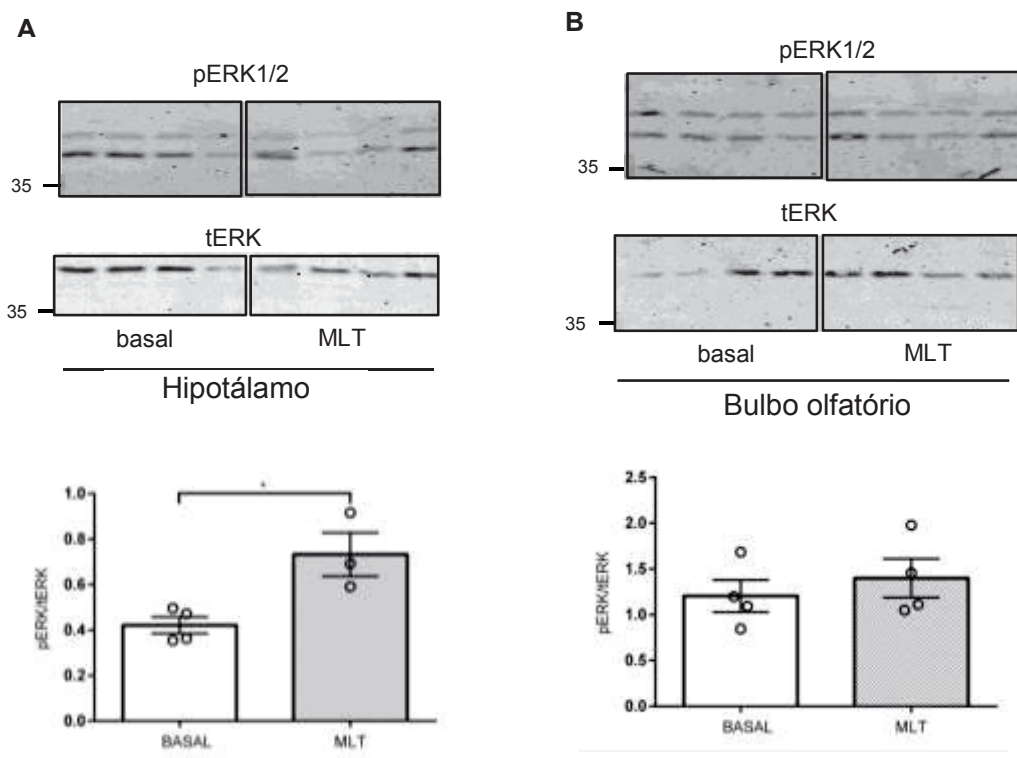 A
pERK1/2
35
tERK
35
basal MLT
Hipotálamo
pERK/tERK
1.0
0.8
0.6
0.4
0.2
0.0
*
BASAL MLT
B
pERK1/2
35
tERK
35
basal MLT
Bulbo olfatório
pERK/tERK
2.5
2.0
1.5
1.0
0.5
0.0
BASAL MLT